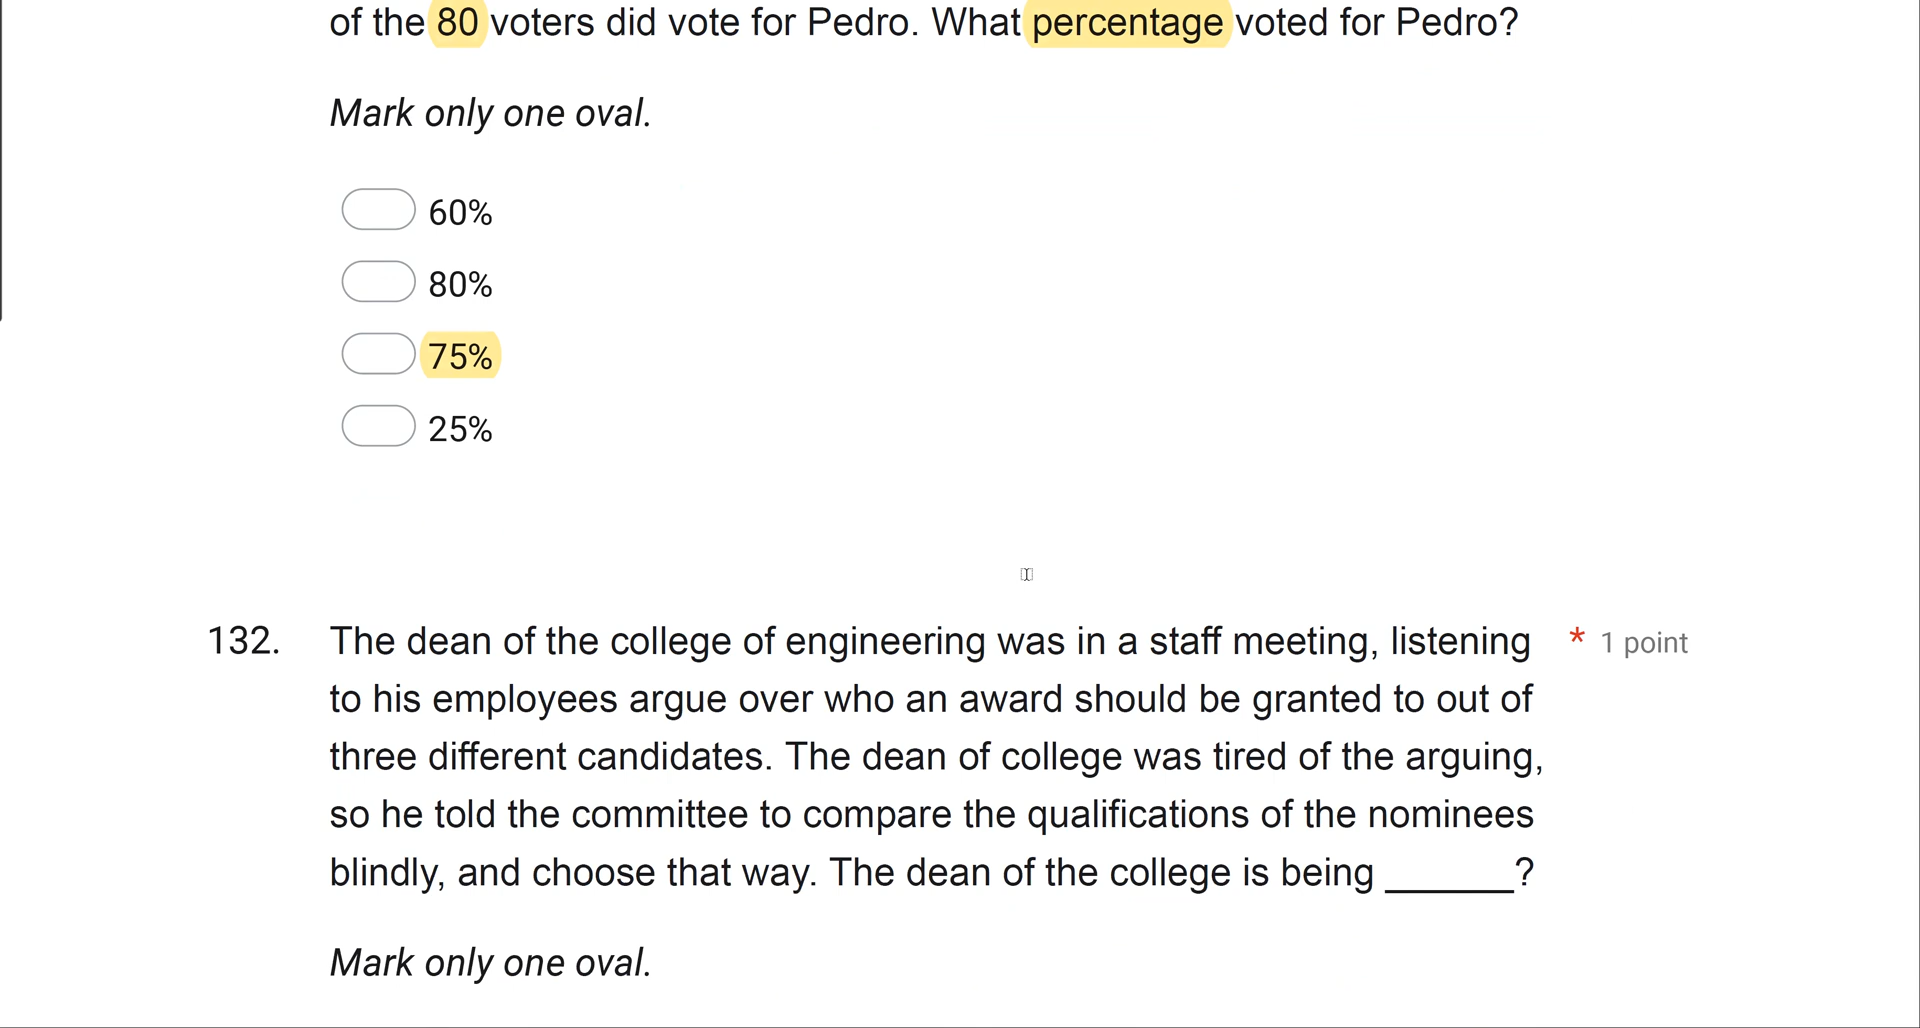 of the 80 voters did vote for Pedro. What percentage voted for Pedro?
Mark only one oval.
60%
80%
75%
25%
132. The dean of the college of engineering was in a staff meeting, listening * 1 point
to his employees argue over who an award should be granted to out of
three different candidates. The dean of college was tired of the arguing,
so he told the committee to compare the qualifications of the nominees
blindly, and choose that way. The dean of the college is being ______?
Mark only one oval.